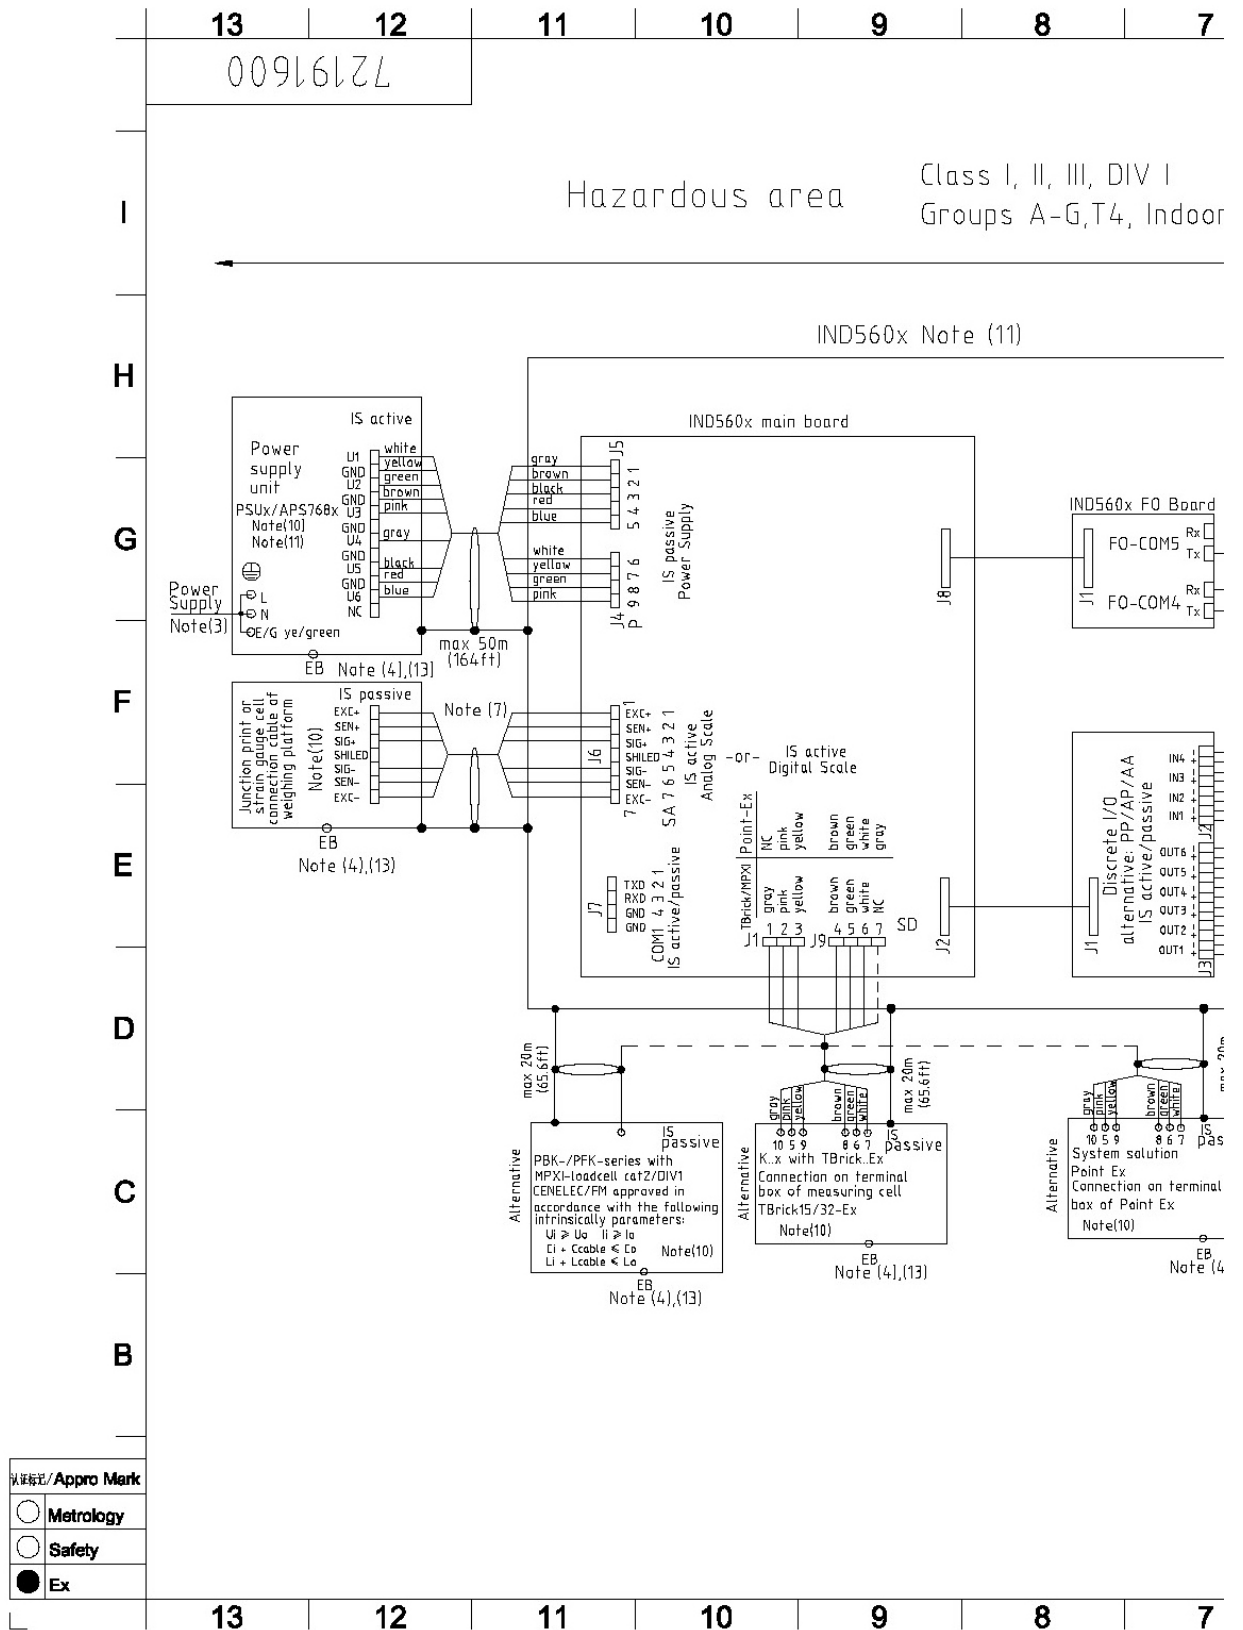 13 12 11 10 9 8 7
72191600
I
Hazardous area
Class I, II, III, DIV I
Groups A-G,T4, Indoor
H
IND560x Note (11)
IS active
Power
supply
unit
PSUx/APS768x
Note(10)
Note(11)
U1
GND
U2
GND
U3
GND
U4
GND
U5
GND
U6
NC
white
yellow
green
brown
pink
gray
black
red
blue
L
N
E/G ye/green
Power
Supply
Note(3)
EB Note (4),(13)
max 50m
(164ft)
IND560x main board
gray
brown
black
red
blue
J5
5 4 3 2 1
white
yellow
green
pink
J4
P 9 8 7 6
IS passive
Power Supply
J8
IND560x FO Board
FO-COM5
Rx
Tx
FO-COM4
Rx
Tx
J1
G
F
IS passive
Junction print or
strain gauge cell
connection cable of
weighing platform
Note(10)
EXC+
SEN+
SIG+
SHILED
SIG-
SEN-
EXC-
EB
Note (4),(13)
Note (7)
J6
1
7
EXC+
SEN+
SIG+
SHILED
SIG-
SEN-
EXC-
SA 7 6 5 4 3 2 1
IS active
Analog Scale
-or-
IS active
Digital Scale
E
J7
TXD
RXD
GND
GND
COM1 4 3 2 1
IS active/passive
Point-Ex
NC
pink
yellow
brown
green
white
gray
TBrick/MPXI
gray
pink
yellow
brown
green
white
NC
J1 1 2 3 J9 4 5 6 7
SD
J2
J1
Discrete I/O
alternative: PP/AP/AA
IS active/passive
IN4
IN3
IN2
IN1
J2
OUT6
OUT5
OUT4
OUT3
OUT2
OUT1
J3
D
max 20m
(65.6ft)
max 20m
(65.6ft)
max 20m
C
Alternative
IS
passive
PBK-/PFK-series with
MPXI-loadcell cat2/DIV1
CENELEC/FM approved in
accordance with the following
intrinsically parameters:
Ui ⩾ Uo Ii ⩾ Io
Ci + Ccable ⩽ Co
Li + Lcable ⩽ Lo
Note(10)
EB
Note (4),(13)
Alternative
gray
pink
yellow
brown
green
white
10 5 9 8 6 7
IS
passive
K..x with TBrick..Ex
Connection on terminal
box of measuring cell
TBrick15/32-Ex
Note(10)
EB
Note (4),(13)
Alternative
gray
pink
yellow
brown
green
white
10 5 9 8 6 7
IS
pas
System solution
Point Ex
Connection on terminal
box of Point Ex
Note(10)
EB
Note (4
B
/Appro Mark
Metrology
Safety
Ex
13 12 11 10 9 8 7